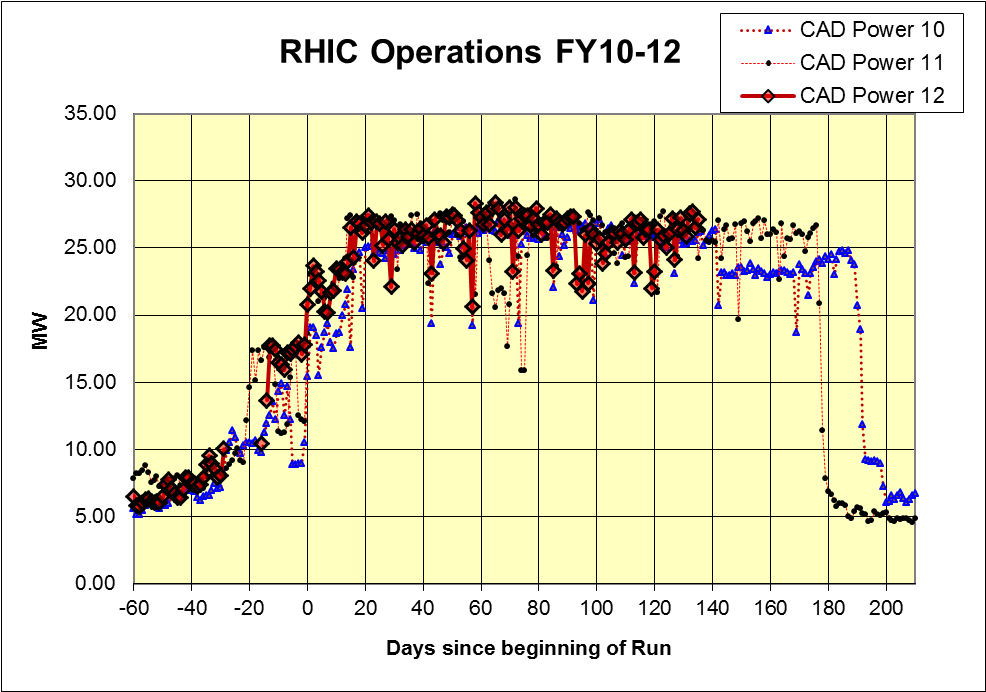 RHIC Operations FY10-12
CAD Power 10
CAD Power 11
CAD Power 12
35.00
30.00
25.00
20.00
15.00
10.00
5.00
0.00
MW
-60 -40 -20 0 20 40 60 80 100 120 140 160 180 200
Days since beginning of Run